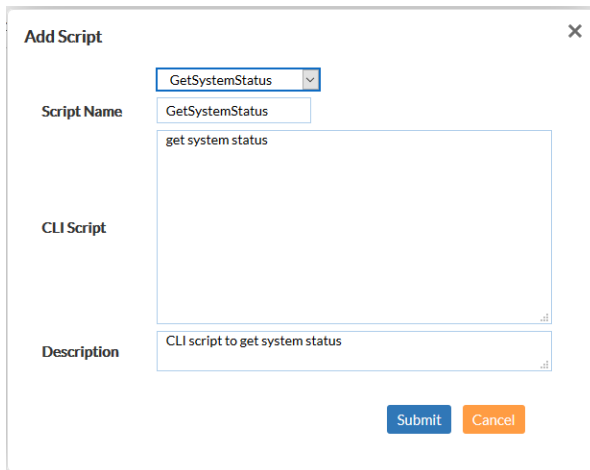 Add Script
GetSystemStatus
Script Name
GetSystemStatus
CLI Script
get system status
Description
CLI script to get system status
Submit
Cancel